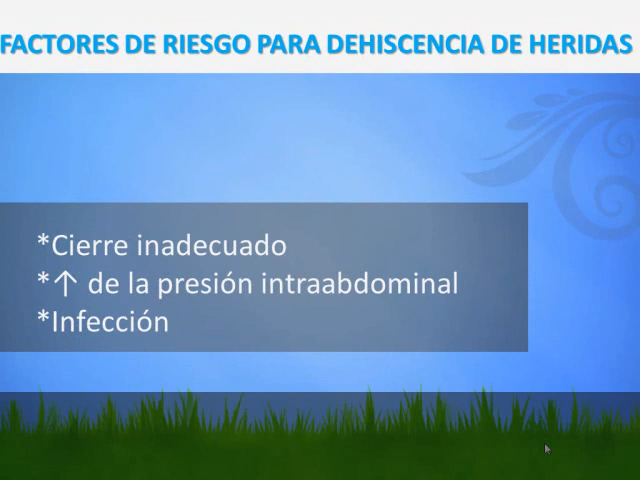 FACTORES DE RIESGO PARA DEHISCENCIA DE HERIDAS
*Cierre inadecuado
*↑ de la presión intraabdominal
*Infección